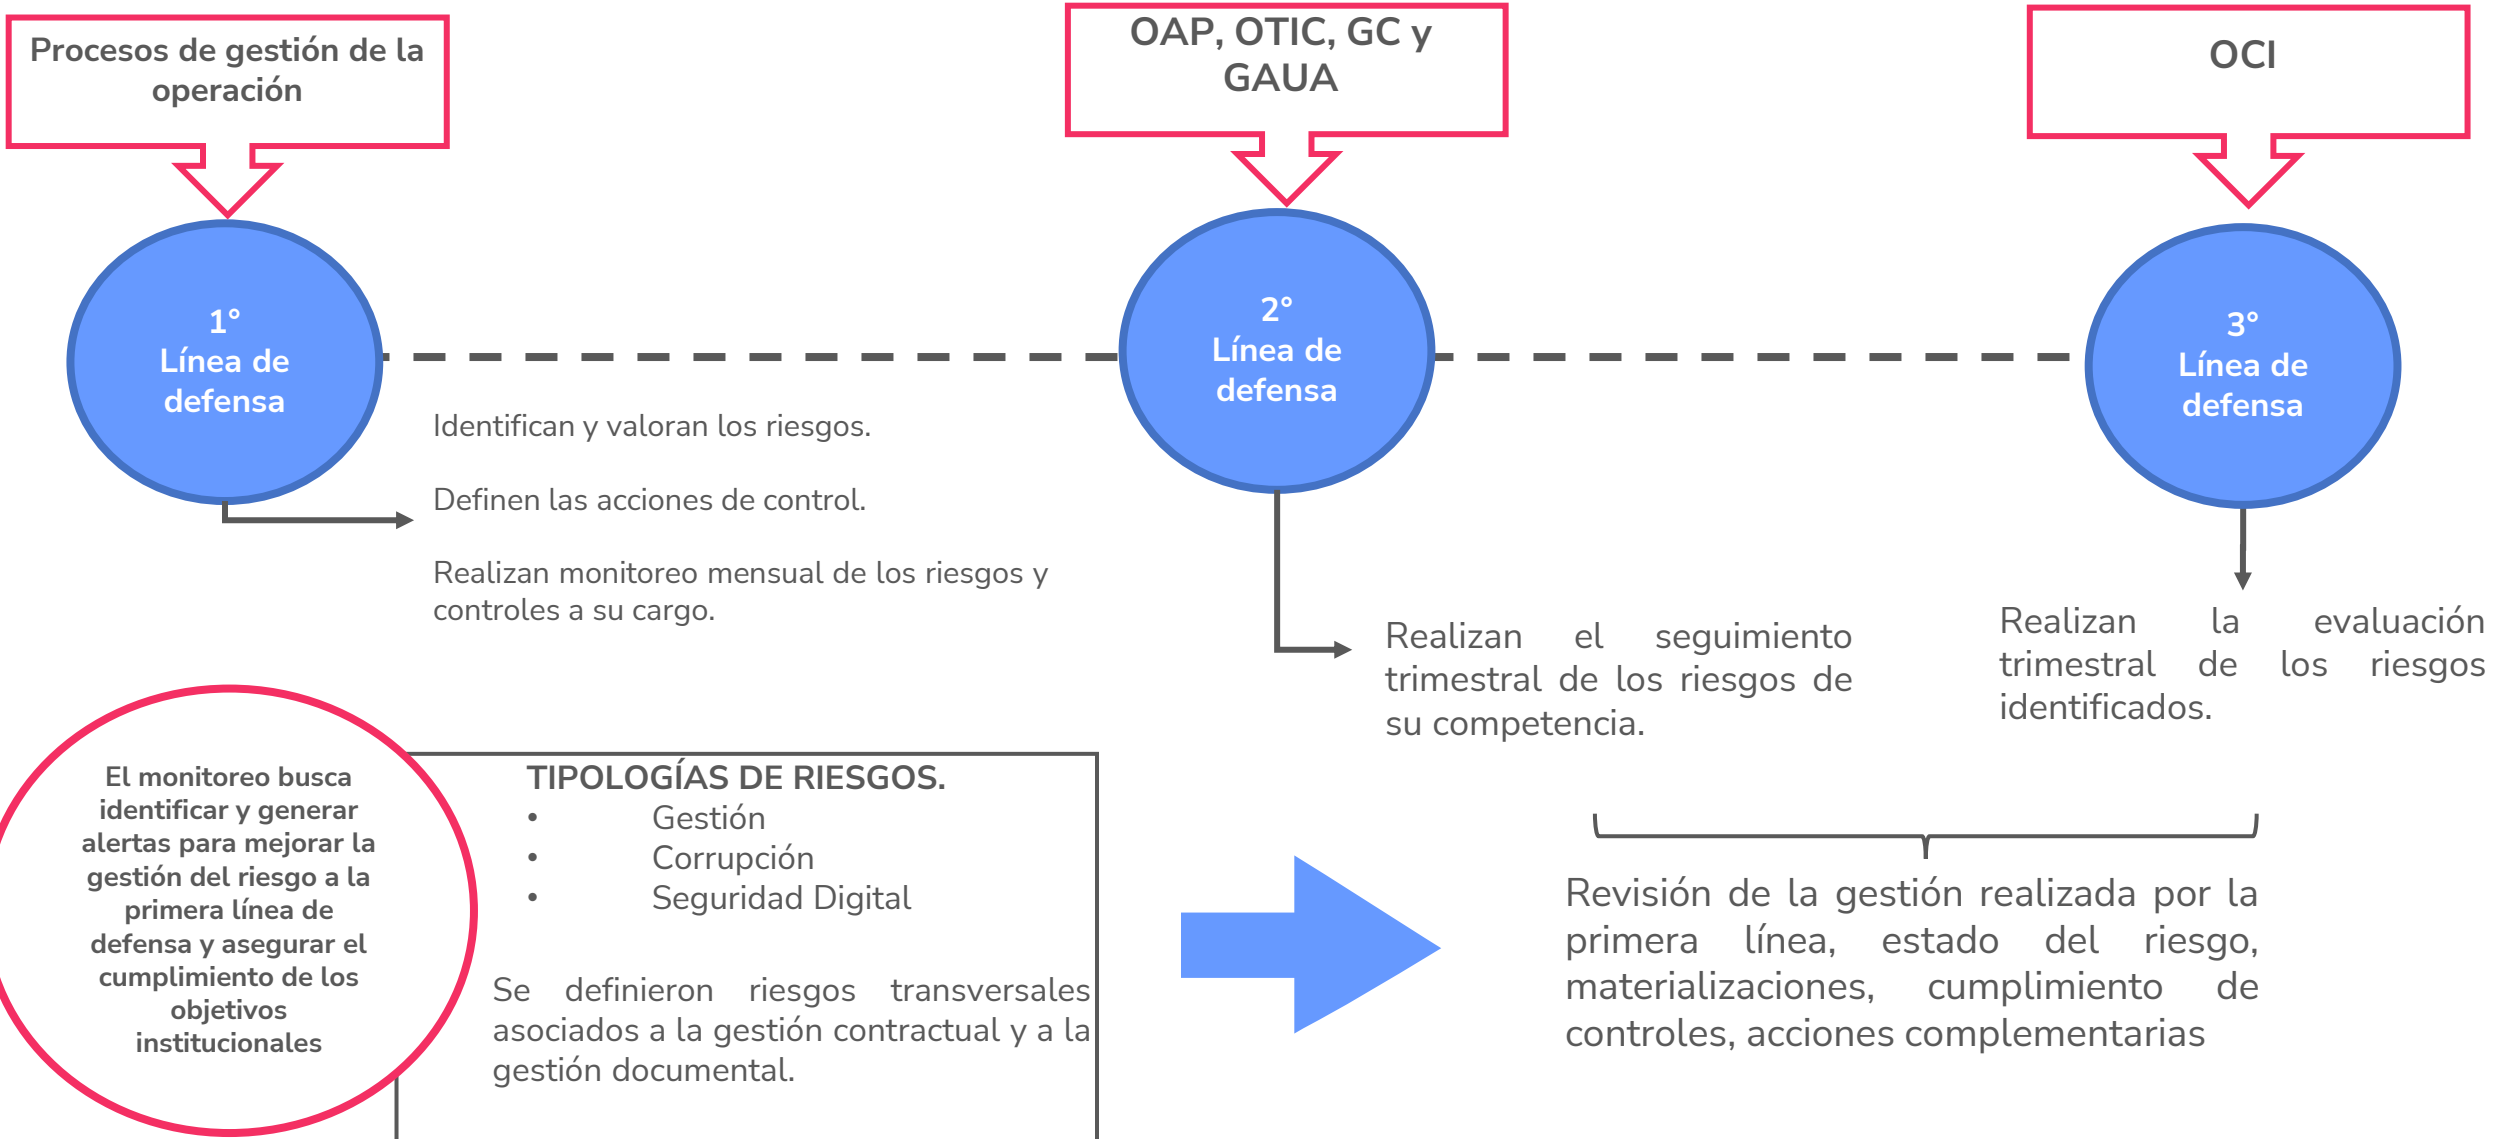 Procesos de gestión de la
operación
OAP, OTIC, GC y
GAUA
OCI
1°
Línea de
defensa
2°
Línea de
defensa
3°
Línea de
defensa
Identifican y valoran los riesgos.
Definen las acciones de control.
Realizan monitoreo mensual de los riesgos y
controles a su cargo.
Realizan el seguimiento
trimestral de los riesgos de
su competencia.
Realizan la evaluación
trimestral de los riesgos
identificados.
El monitoreo busca
identificar y generar
alertas para mejorar la
gestión del riesgo a la
primera línea de
defensa y asegurar el
cumplimiento de los
objetivos
institucionales
TIPOLOGÍAS DE RIESGOS.
• Gestión
• Corrupción
• Seguridad Digital
Se definieron riesgos transversales
asociados a la gestión contractual y a la
gestión documental.
Revisión de la gestión realizada por la
primera línea, estado del riesgo,
materializaciones, cumplimiento de
controles, acciones complementarias